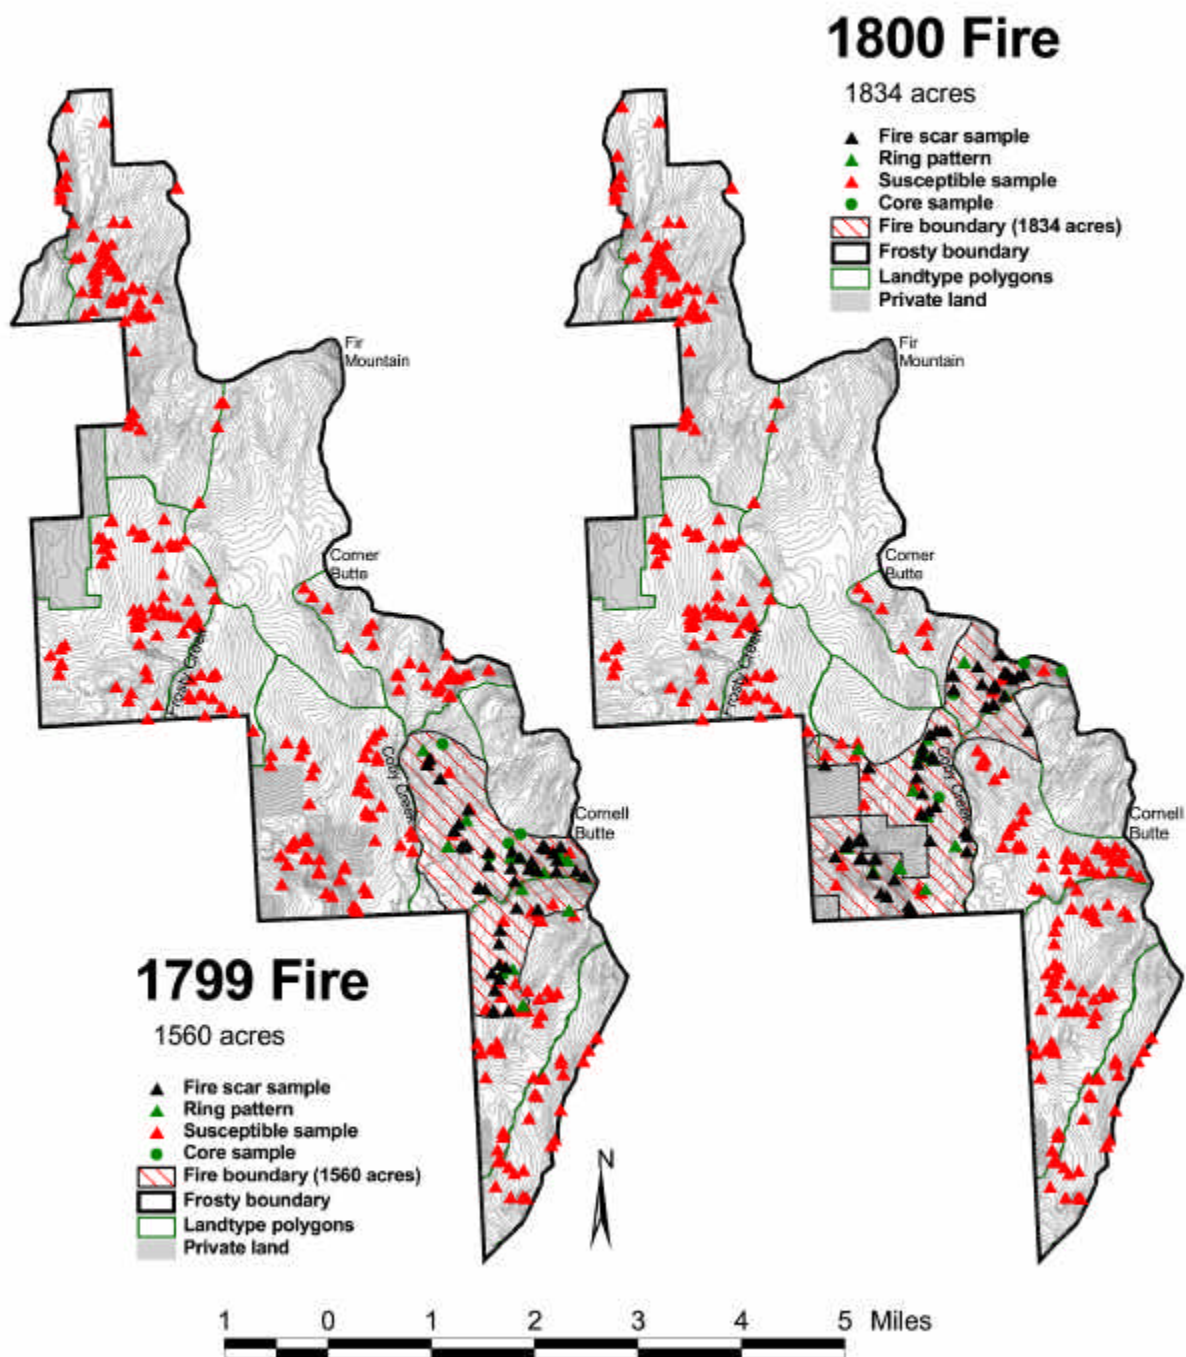 1800 Fire
1834 acres
Fire scar sample
Ring pattern
Susceptible sample
Core sample
Fire boundary (1834 acres)
Frosty boundary
Landtype polygons
Private land
Fir
Mountain
Fir
Mountain
Corner
Butte
Corner
Butte
Frosty Creek
Frosty Creek
Coby Creek
Coby Creek
Cornell
Butte
Cornell
Butte
1799 Fire
1560 acres
Fire scar sample
Ring pattern
Susceptible sample
Core sample
Fire boundary (1560 acres)
Frosty boundary
Landtype polygons
Private land
N
1 0 1 2 3 4 5 Miles